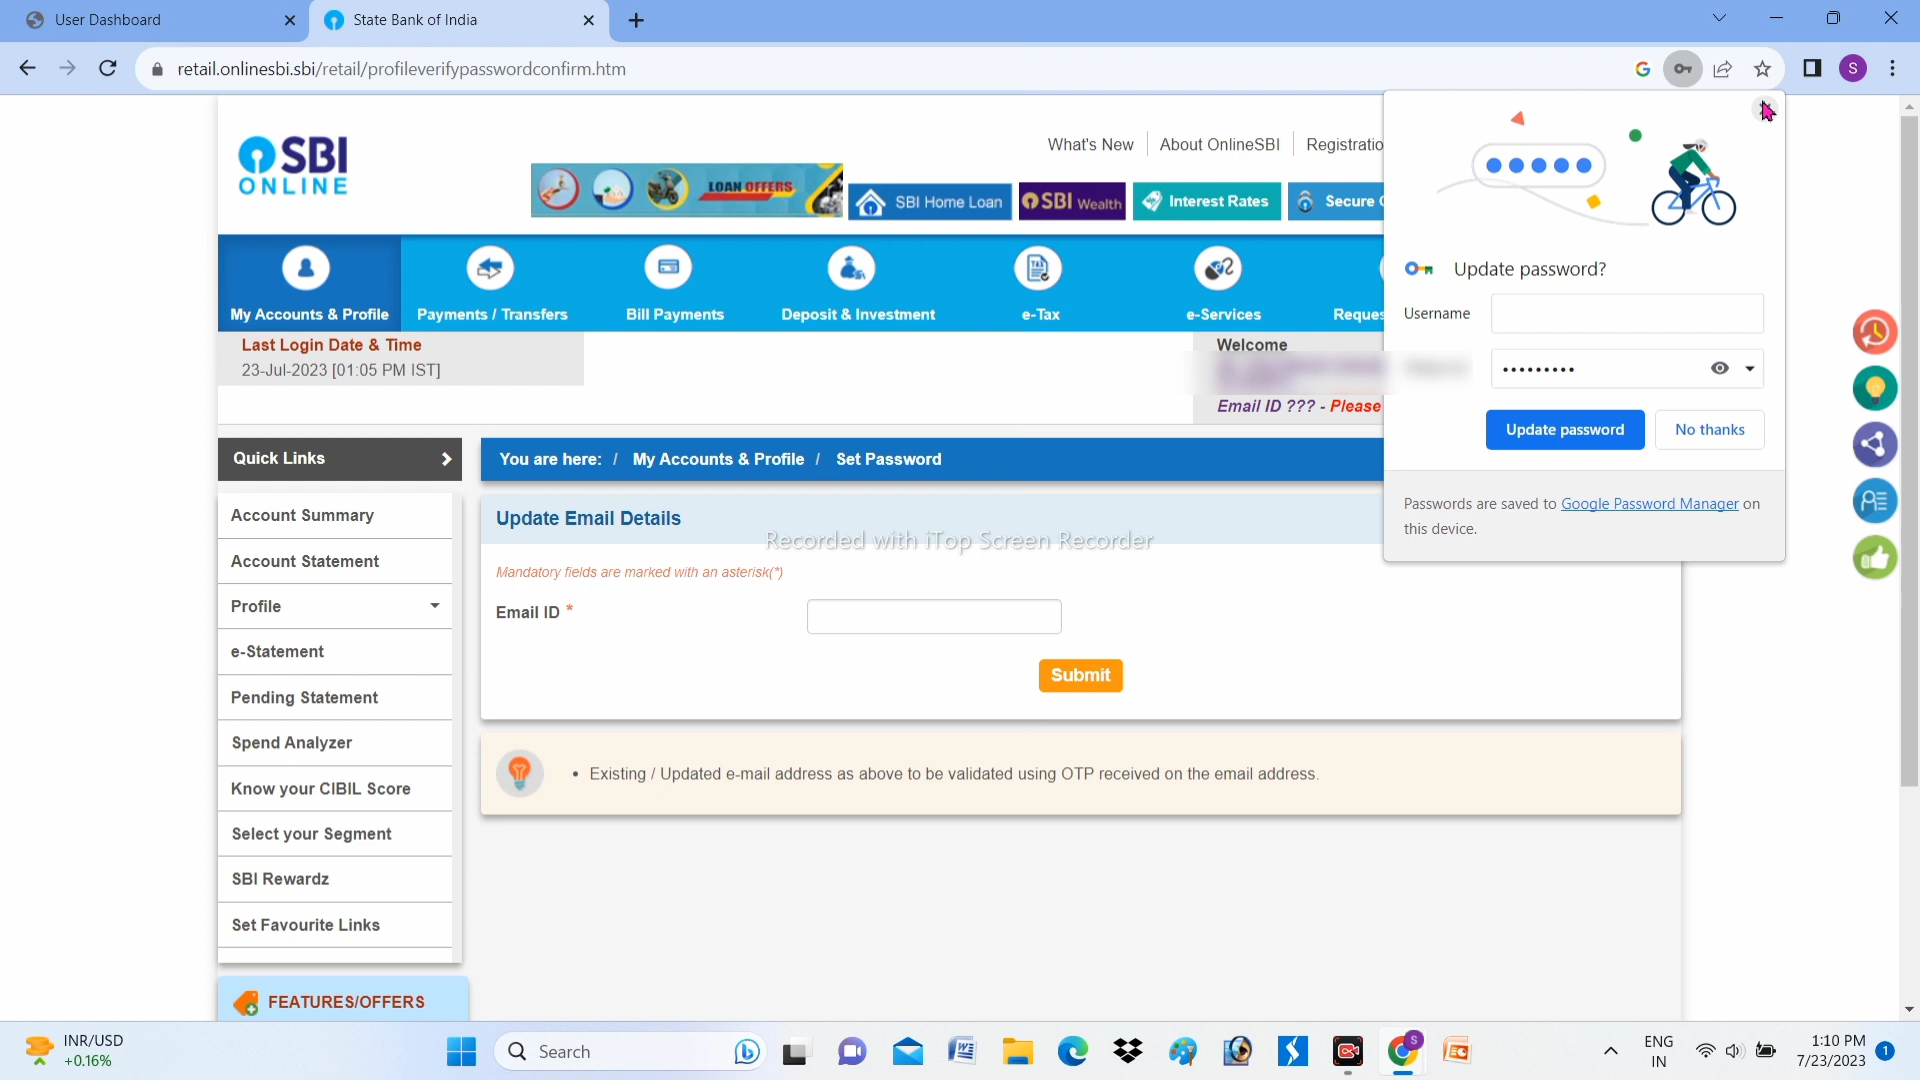 User Dashboard
State Bank of India
retail.onlinesbi.sbi/retail/profileverifypasswordconfirm.htm
S
SBI
ONLINE
What's New
About OnlineSBI
Registratio
LOAN OFFERS
SBI Home Loan
SBI Wealth
Interest Rates
Secure
My Accounts & Profile
Payments / Transfers
Bill Payments
Deposit & Investment
e-Tax
e-Services
Reques
Last Login Date & Time
23-Jul-2023 [01:05 PM IST]
Welcome
Email ID ??? - Please
Update password?
Username
Update password
No thanks
Passwords are saved to Google Password Manager on
this device.
Quick Links
You are here: / My Accounts & Profile / Set Password
Account Summary
Account Statement
Profile
e-Statement
Pending Statement
Spend Analyzer
Know your CIBIL Score
Select your Segment
SBI Rewardz
Set Favourite Links
FEATURES/OFFERS
Update Email Details
Recorded with iTop Screen Recorder
Mandatory fields are marked with an asterisk(*)
Email ID *
Submit
• Existing / Updated e-mail address as above to be validated using OTP received on the email address.
INR/USD
+0.16%
Search
S
ENG
IN
1:10 PM
7/23/2023
1